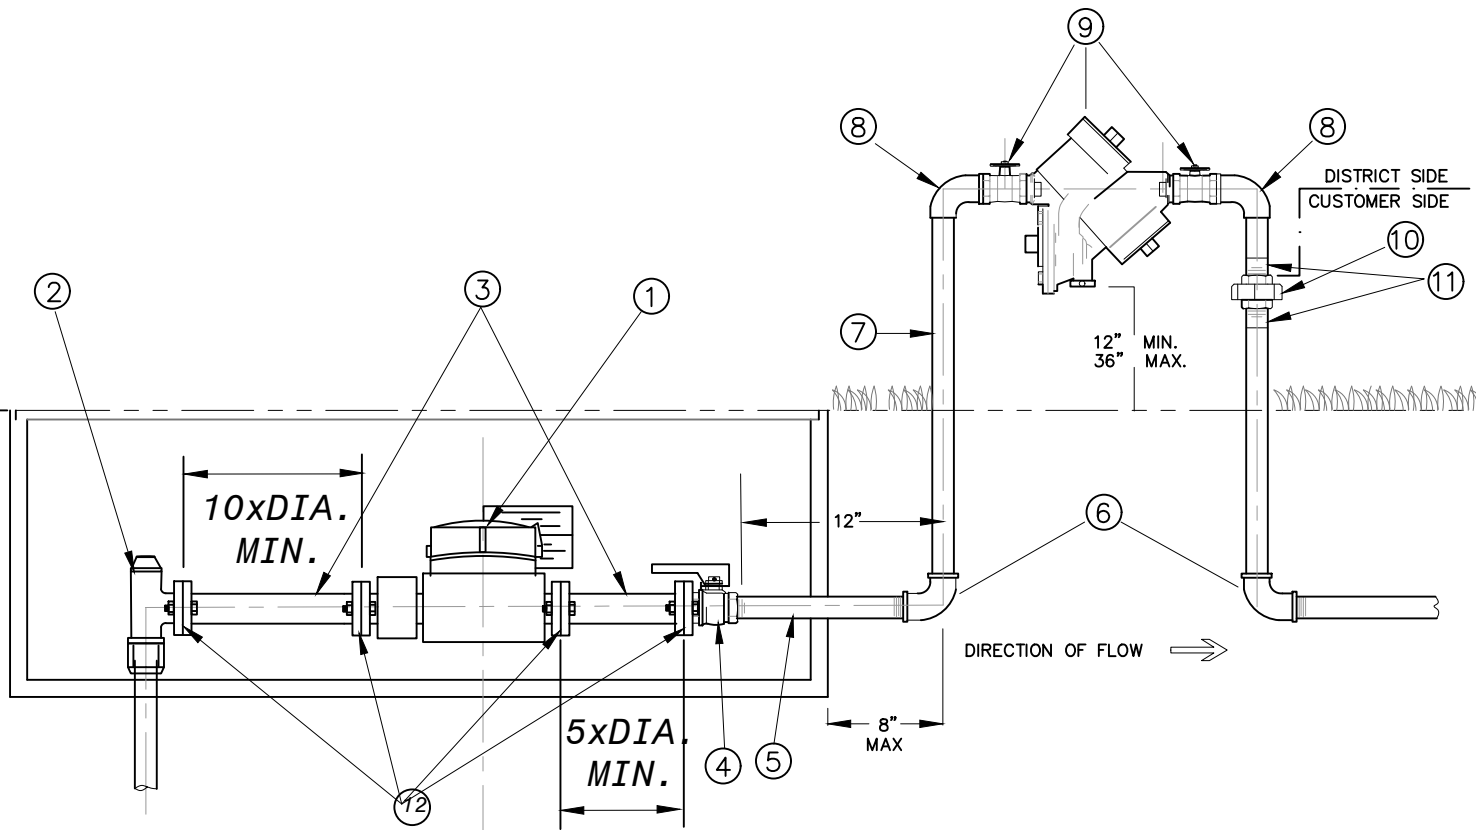 9
8
8
DISTRICT SIDE
CUSTOMER SIDE
10
2
3
1
11
7
12” MIN.
36” MAX.
10xDIA.
MIN.
12”
6
DIRECTION OF FLOW
5xDIA.
MIN.
8”
MAX
4
5
12